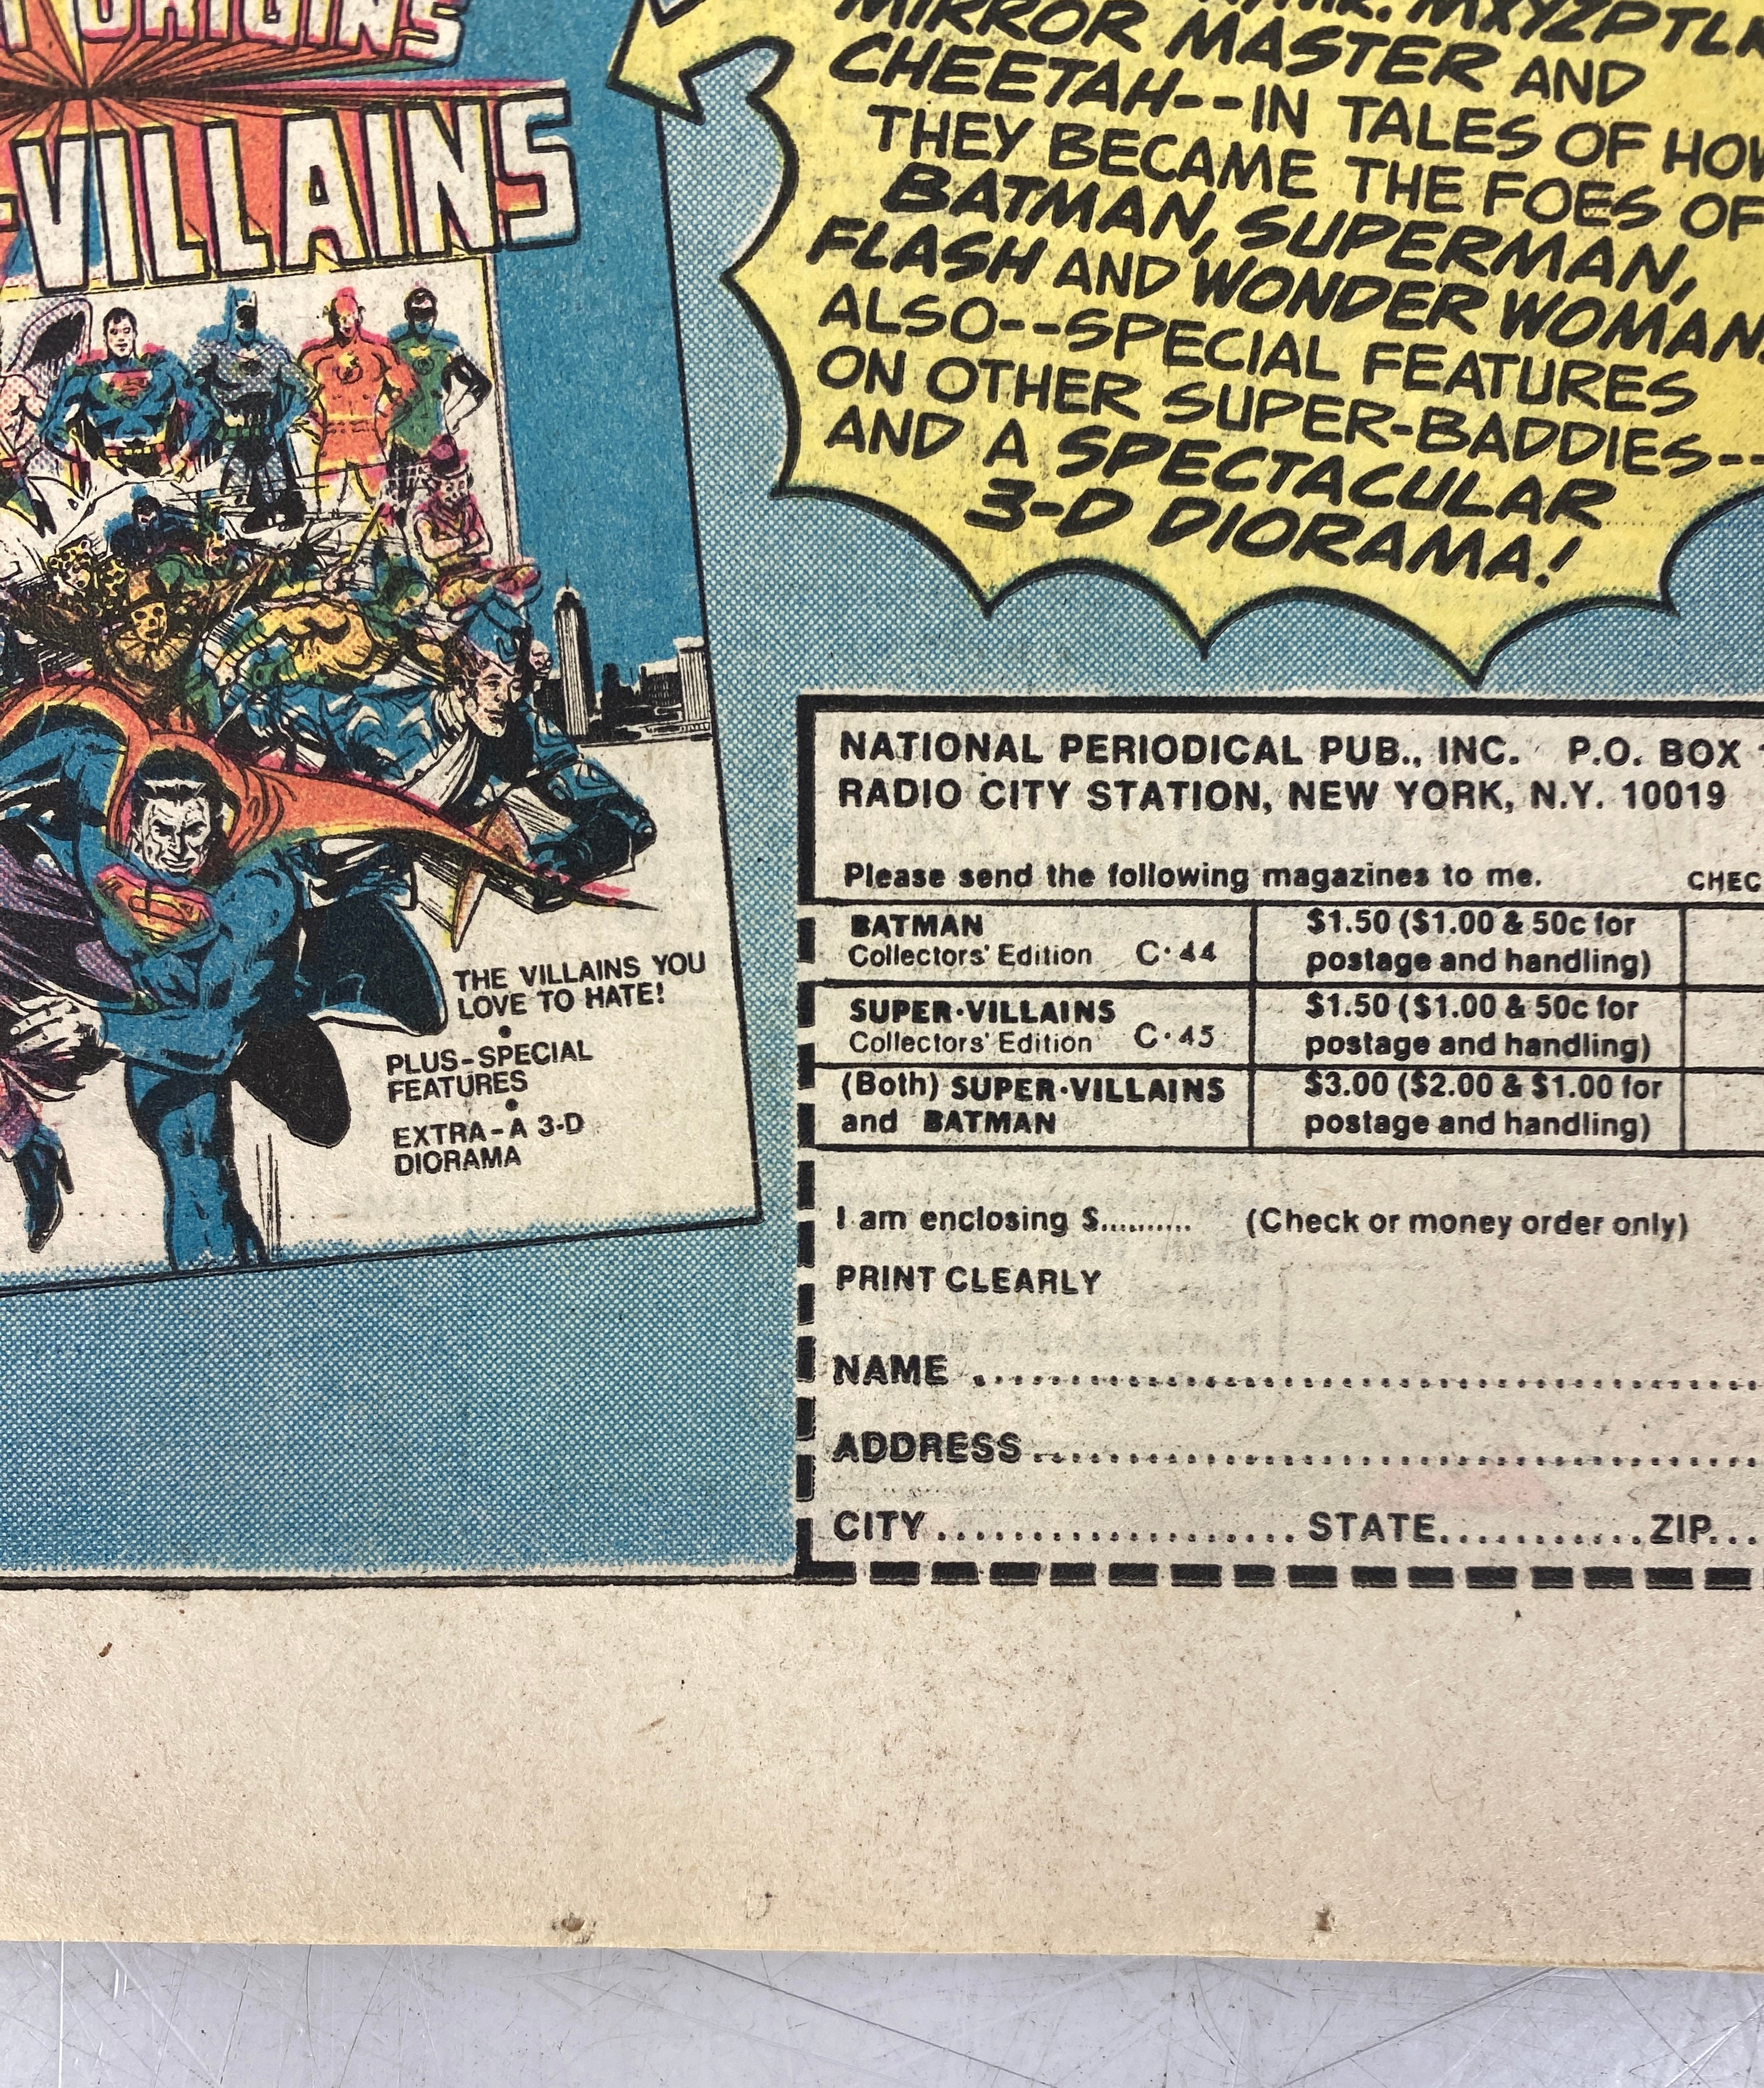 ORIGINS
VILLAINS
THE VILLAINS YOU
LOVE TO HATE!
PLUS-SPECIAL
FEATURES
EXTRA-A 3-D
DIORAMA
MR. MXYZPTLK
MIRROR MASTER AND
CHEETAH--IN TALES OF HOW
THEY BECAME THE FOES OF
BATMAN, SUPERMAN,
FLASH AND WONDER WOMAN.
ALSO--SPECIAL FEATURES
ON OTHER SUPER-BADDIES--
AND A SPECTACULAR
3-D DIORAMA!
NATIONAL PERIODICAL PUB., INC. P.O. BOX
RADIO CITY STATION, NEW YORK, N.Y. 10019
Please send the following magazines to me. CHEC
BATMAN
Collectors' Edition C-44
$1.50 ($1.00 & 50c for
postage and handling)
SUPER-VILLAINS
Collectors' Edition C-45
$1.50 ($1.00 & 50c for
postage and handling)
(Both) SUPER-VILLAINS
and BATMAN
$3.00 ($2.00 & $1.00 for
postage and handling)
I am enclosing $.......... (Check or money order only)
PRINT CLEARLY
NAME
ADDRESS
CITY.................... STATE............ ZIP...